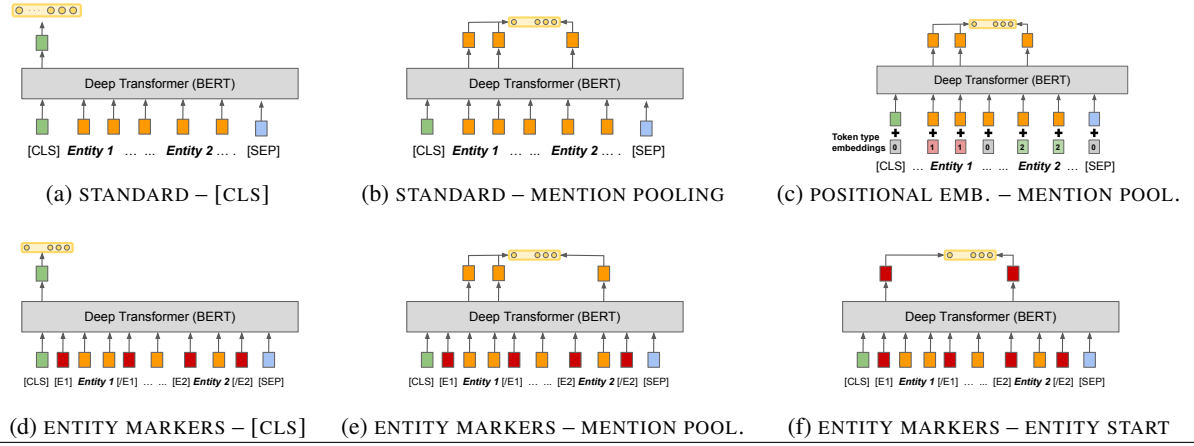 Deep Transformer (BERT)
[CLS] Entity 1 ... ... Entity 2 ... . [SEP]
(a) STANDARD – [CLS]
Deep Transformer (BERT)
[CLS] Entity 1 ... ... Entity 2 ... . [SEP]
(b) STANDARD – MENTION POOLING
Deep Transformer (BERT)
Token type
embeddings
+ + + + + + +
0 1 1 0 2 2 0
[CLS] ... Entity 1 ... ... Entity 2 ... [SEP]
(c) POSITIONAL EMB. – MENTION POOL.
Deep Transformer (BERT)
[CLS] [E1] Entity 1 [/E1] ... ... [E2] Entity 2 [/E2] [SEP]
(d) ENTITY MARKERS – [CLS]
Deep Transformer (BERT)
[CLS] [E1] Entity 1 [/E1] ... ... [E2] Entity 2 [/E2] [SEP]
(e) ENTITY MARKERS – MENTION POOL.
Deep Transformer (BERT)
[CLS] [E1] Entity 1 [/E1] ... ... [E2] Entity 2 [/E2] [SEP]
(f) ENTITY MARKERS – ENTITY START